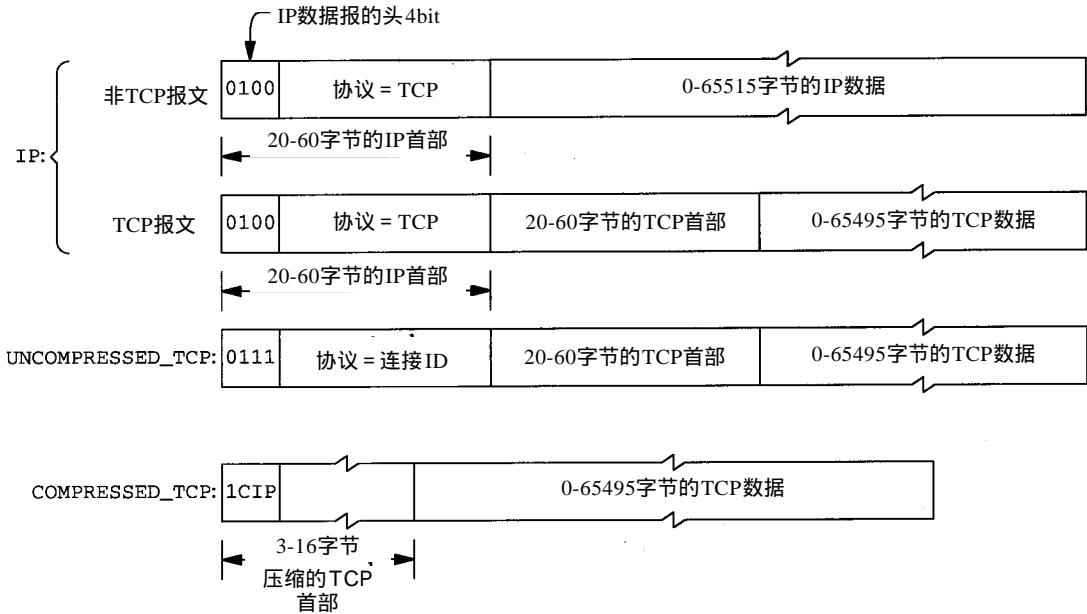 IP数据报的头4bit
非TCP报文
0100
协议 = TCP
0-65515字节的IP数据
20-60字节的IP首部
IP:
TCP报文
0100
协议 = TCP
20-60字节的TCP首部
0-65495字节的TCP数据
20-60字节的IP首部
UNCOMPRESSED_TCP:
0111
协议 = 连接ID
20-60字节的TCP首部
0-65495字节的TCP数据
COMPRESSED_TCP:
1CIP
0-65495字节的TCP数据
3-16字节
压缩的TCP
首部